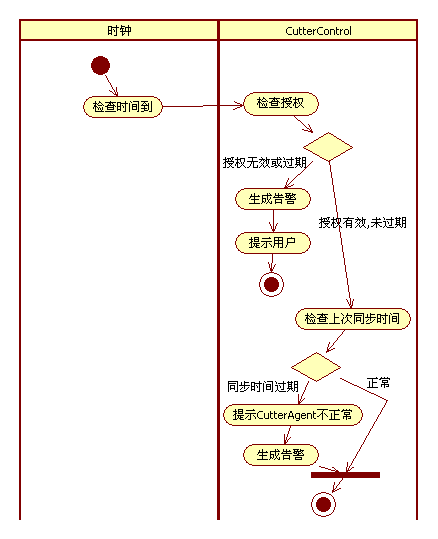 时钟
CutterControl
检查时间到
检查授权
授权无效或过期
生成告警
授权有效,未过期
提示用户
检查上次同步时间
同步时间过期
正常
提示CutterAgent不正常
生成告警